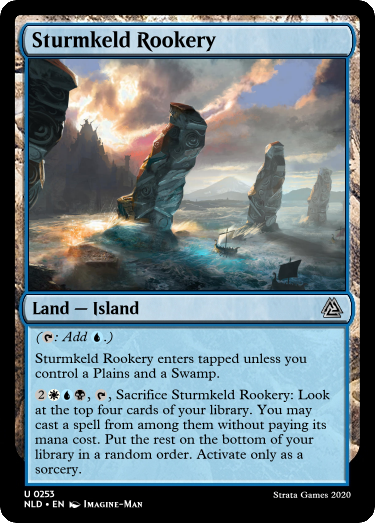 Sturmkeld Rookery
Land — Island
(: Add .)
Sturmkeld Rookery enters tapped unless you
control a Plains and a Swamp.
2, , Sacrifice Sturmkeld Rookery: Look
at the top four cards of your library. You may
cast a spell from among them without paying its
mana cost. Put the rest on the bottom of your
library in a random order. Activate only as a
sorcery.
U 0253
NLD • EN Imagine-Man
Strata Games 2020